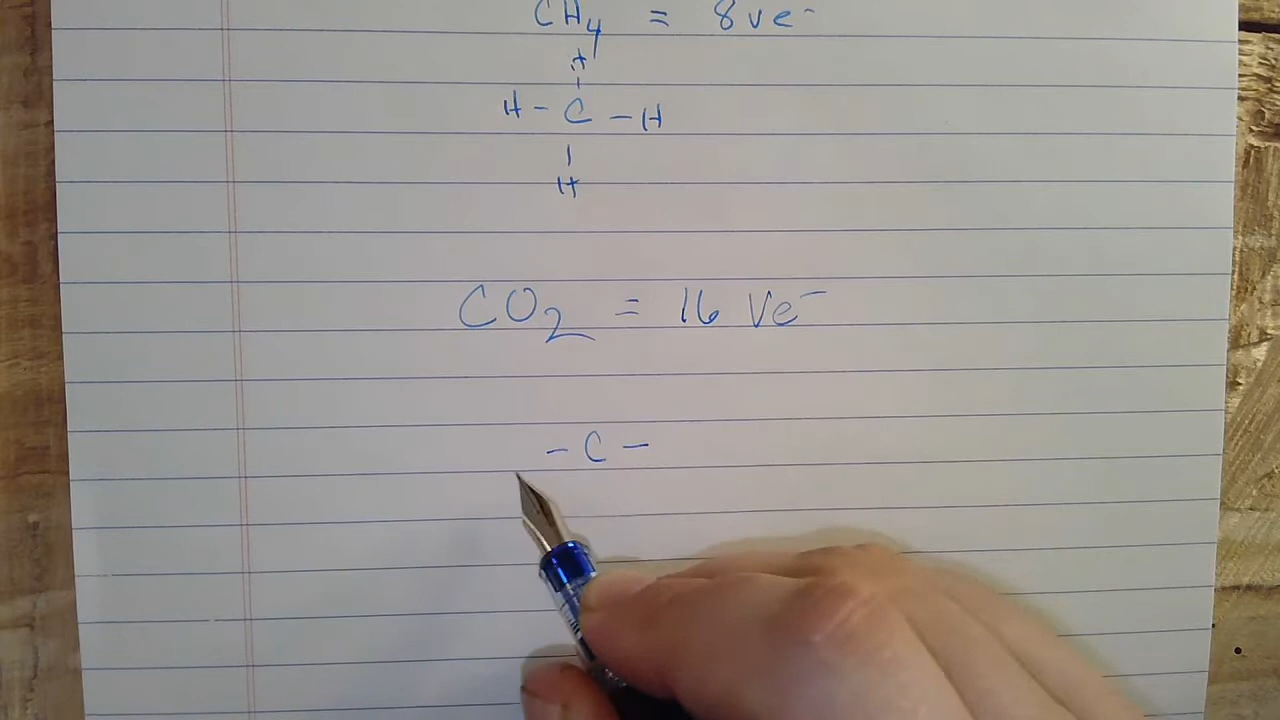 CH₄ = 8 ve⁻
H
|
H - C - H
|
H
CO₂ = 16 Ve⁻
- C -